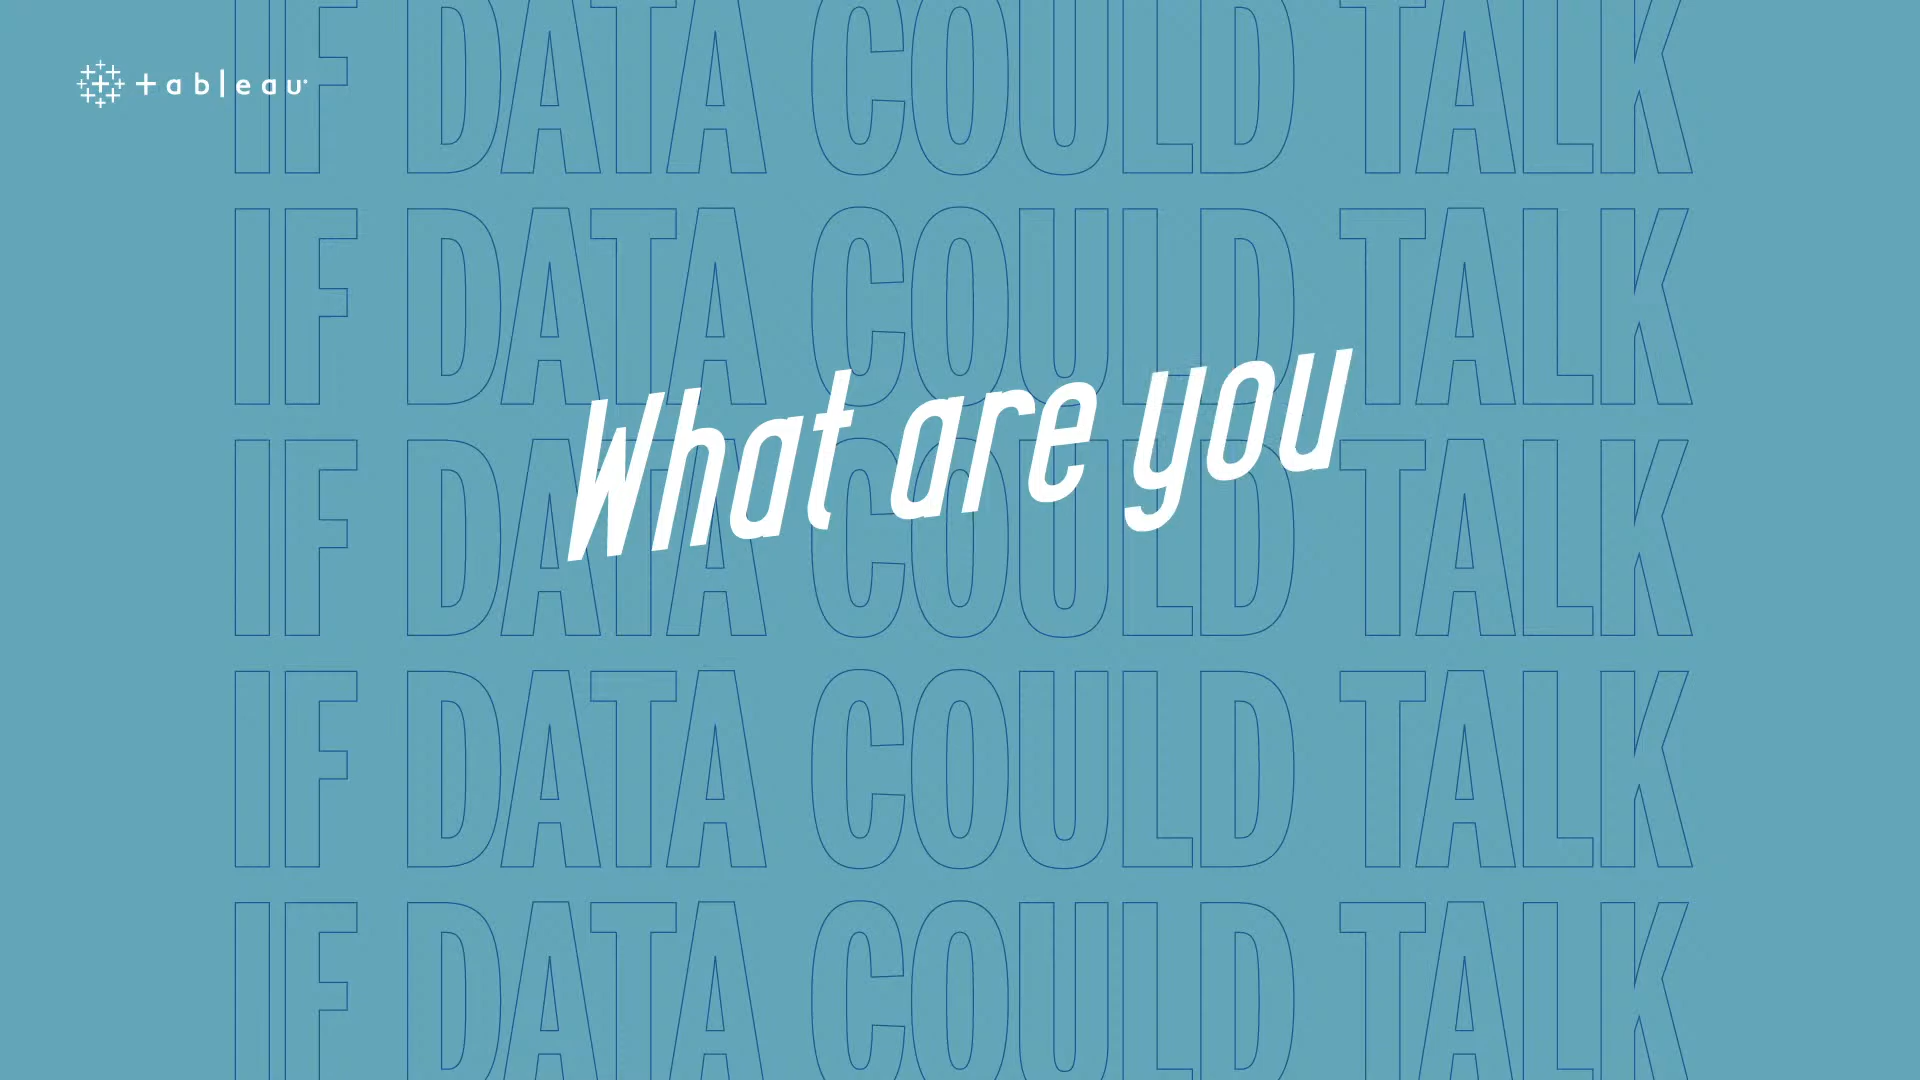 IF DATA COULD TALK
+ableau
IF DATA COULD TALK
What are you
IF DATA COULD TALK
IF DATA COULD TALK
IF DATA COULD TALK